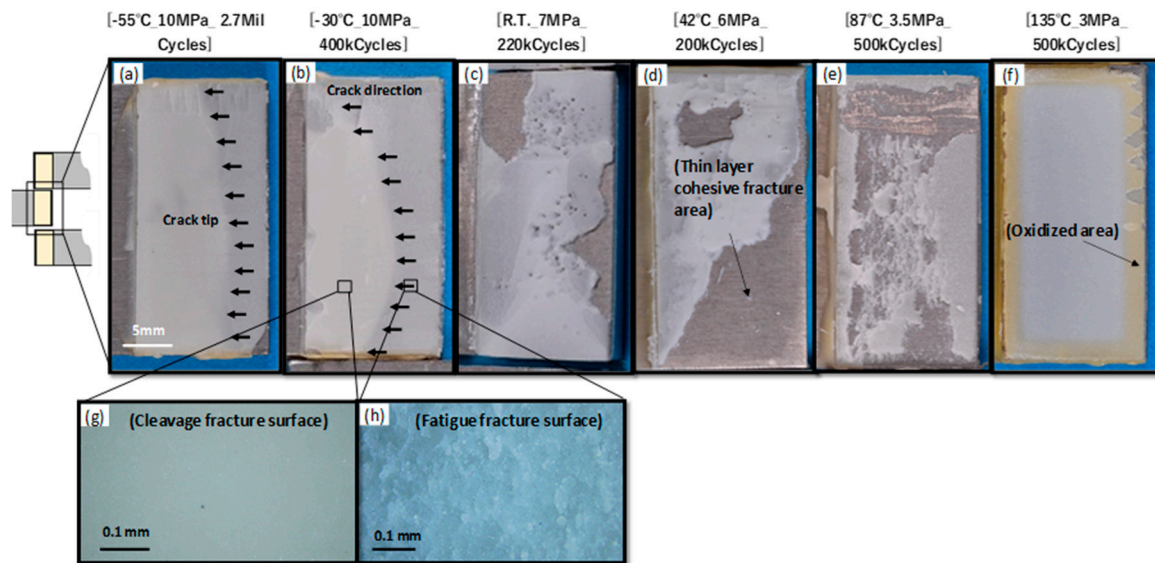 [-55℃_10MPa_ 2.7Mil
Cycles]
[-30℃_10MPa_
400kCycles]
[R.T._7MPa_
220kCycles]
[42℃_6MPa_
200kCycles]
[87℃_3.5MPa_
500kCycles]
[135℃_3MPa_
500kCycles]
(a)
(b)
(c)
(d)
(e)
(f)
Crack direction
Crack tip
5mm
(Thin layer
cohesive fracture
area)
(Oxidized area)
(g)
(Cleavage fracture surface)
0.1 mm
(h)
(Fatigue fracture surface)
0.1 mm